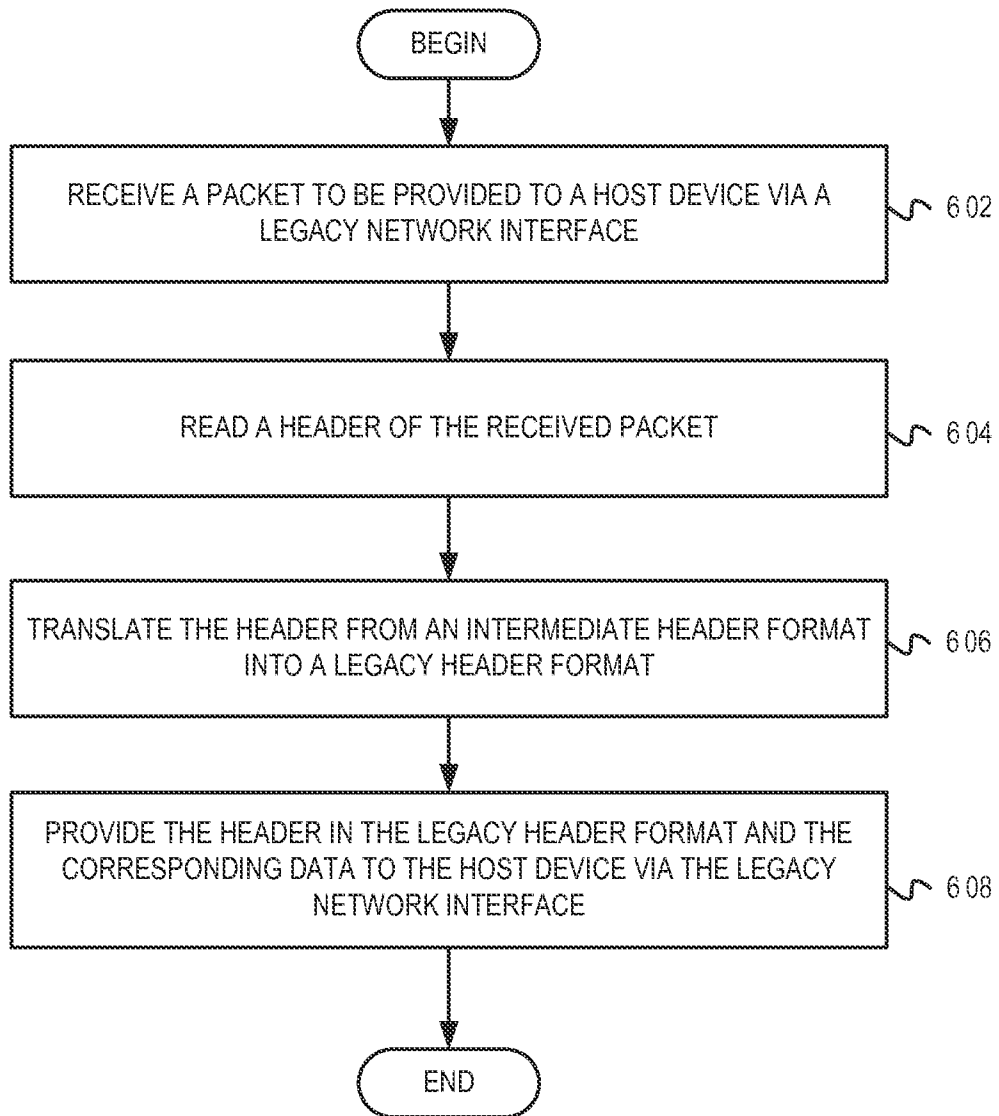 BEGIN
RECEIVE A PACKET TO BE PROVIDED TO A HOST DEVICE VIA A
LEGACY NETWORK INTERFACE
602
READ A HEADER OF THE RECEIVED PACKET
604
TRANSLATE THE HEADER FROM AN INTERMEDIATE HEADER FORMAT
INTO A LEGACY HEADER FORMAT
606
PROVIDE THE HEADER IN THE LEGACY HEADER FORMAT AND THE
CORRESPONDING DATA TO THE HOST DEVICE VIA THE LEGACY
NETWORK INTERFACE
608
END